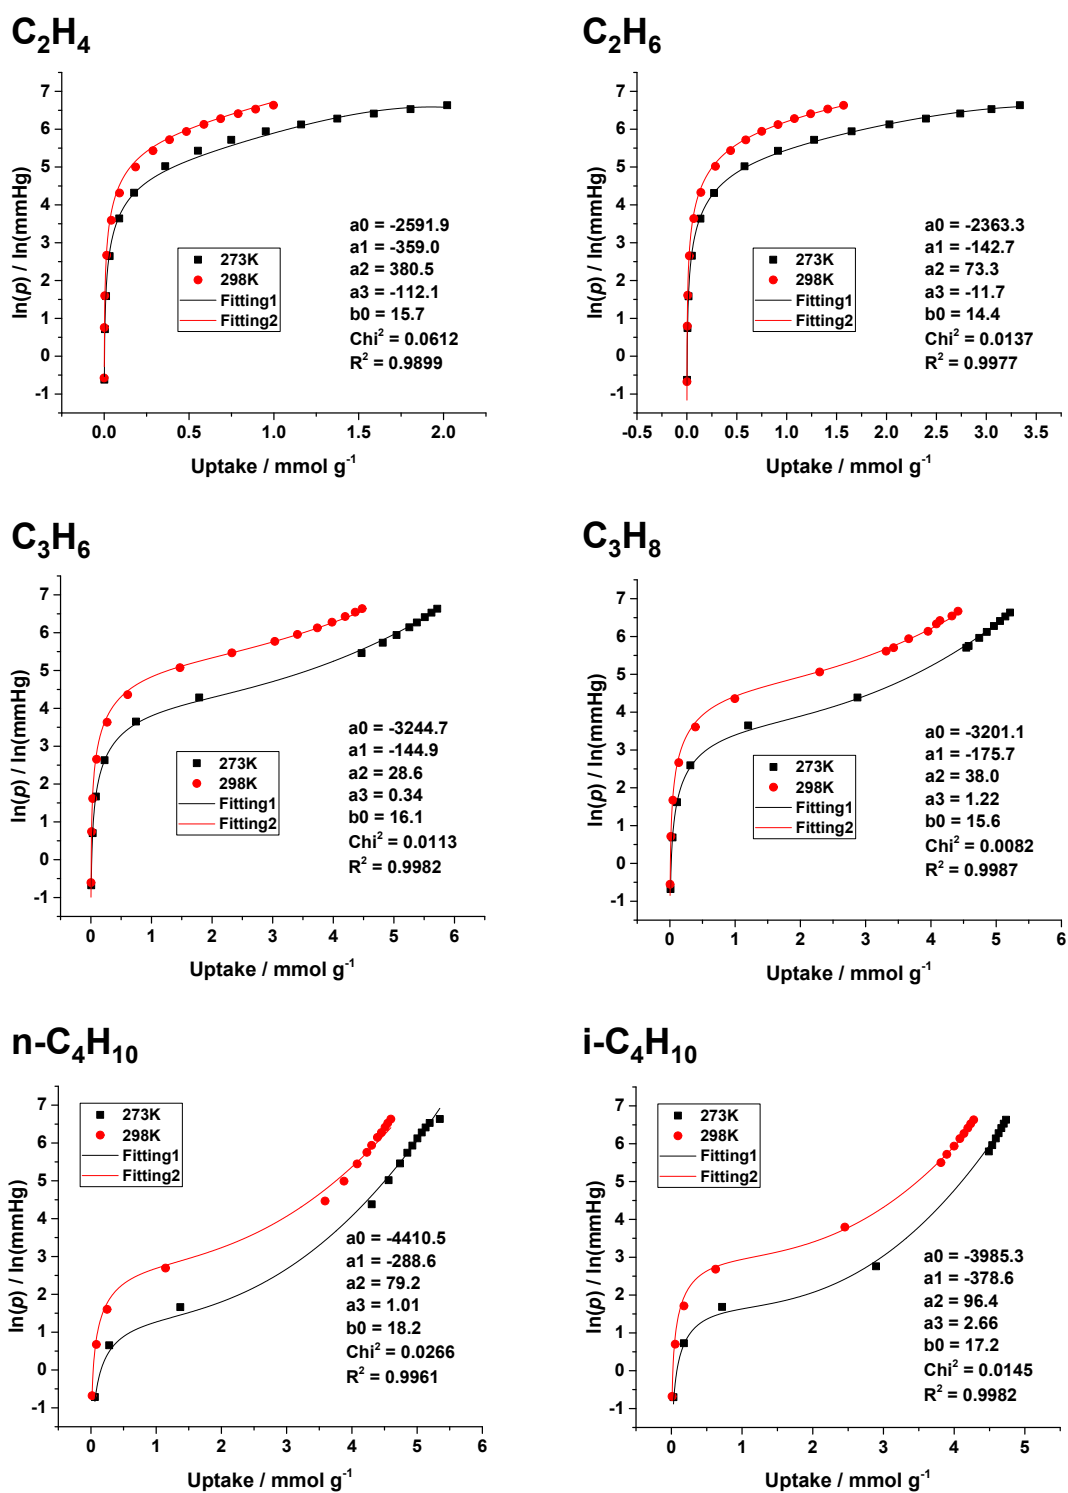 C2H4
7
6
5
4
3
2
1
0
-1
ln(p) / ln(mmHg)
273K
298K
Fitting1
Fitting2
a0 = -2591.9
a1 = -359.0
a2 = 380.5
a3 = -112.1
b0 = 15.7
Chi² = 0.0612
R² = 0.9899
0.0 0.5 1.0 1.5 2.0
Uptake / mmol g⁻¹
C2H6
7
6
5
4
3
2
1
0
-1
ln(p) / ln(mmHg)
273K
298K
Fitting1
Fitting2
a0 = -2363.3
a1 = -142.7
a2 = 73.3
a3 = -11.7
b0 = 14.4
Chi² = 0.0137
R² = 0.9977
-0.5 0.0 0.5 1.0 1.5 2.0 2.5 3.0 3.5
Uptake / mmol g⁻¹
C3H6
7
6
5
4
3
2
1
0
-1
ln(p) / ln(mmHg)
273K
298K
Fitting1
Fitting2
a0 = -3244.7
a1 = -144.9
a2 = 28.6
a3 = 0.34
b0 = 16.1
Chi² = 0.0113
R² = 0.9982
0 1 2 3 4 5 6
Uptake / mmol g⁻¹
C3H8
7
6
5
4
3
2
1
0
-1
ln(p) / ln(mmHg)
273K
298K
Fitting1
Fitting2
a0 = -3201.1
a1 = -175.7
a2 = 38.0
a3 = 1.22
b0 = 15.6
Chi² = 0.0082
R² = 0.9987
0 1 2 3 4 5 6
Uptake / mmol g⁻¹
n-C4H10
7
6
5
4
3
2
1
0
-1
ln(p) / ln(mmHg)
273K
298K
Fitting1
Fitting2
a0 = -4410.5
a1 = -288.6
a2 = 79.2
a3 = 1.01
b0 = 18.2
Chi² = 0.0266
R² = 0.9961
0 1 2 3 4 5 6
Uptake / mmol g⁻¹
i-C4H10
7
6
5
4
3
2
1
0
-1
ln(p) / ln(mmHg)
273K
298K
Fitting1
Fitting2
a0 = -3985.3
a1 = -378.6
a2 = 96.4
a3 = 2.66
b0 = 17.2
Chi² = 0.0145
R² = 0.9982
0 1 2 3 4 5
Uptake / mmol g⁻¹